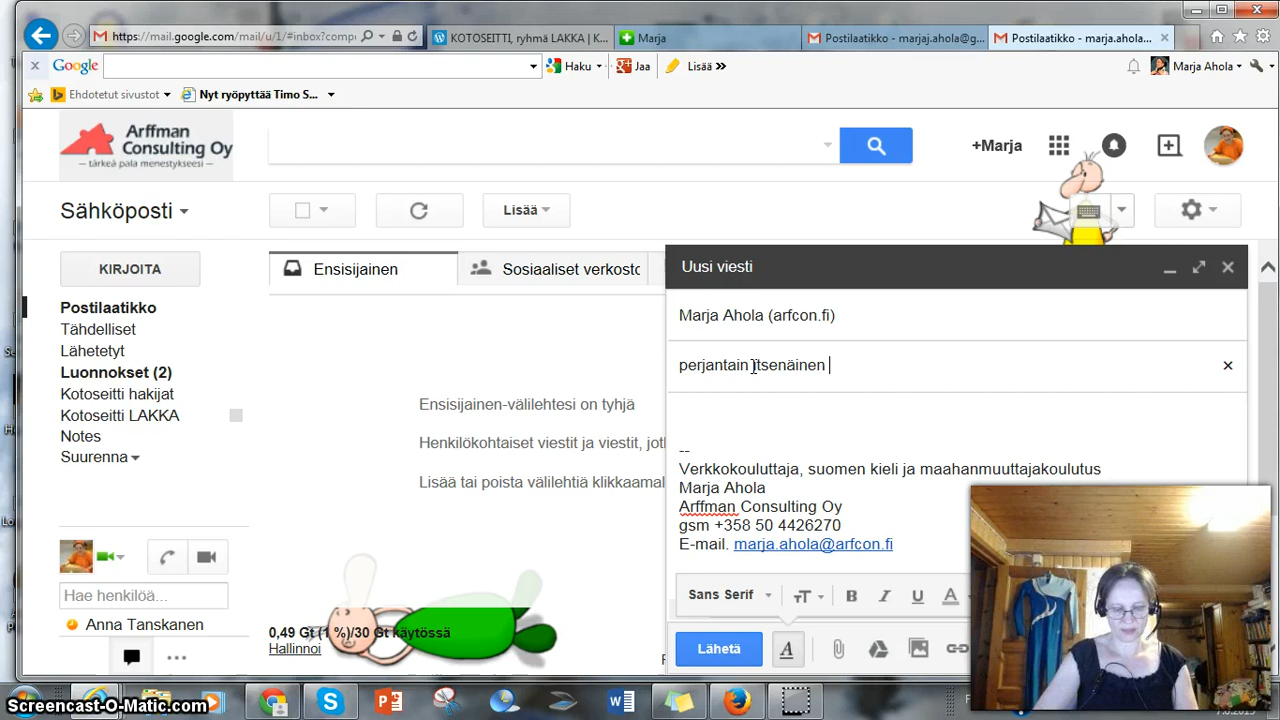 https://mail.google.com/mail/u/1/#inbox?comp
KOTOSEITTI, ryhmä LAKKA | K...
Marja
Postilaatikko - marjaj.ahola@g...
Postilaatikko - marja.ahola...
Google
Haku
Jaa
Lisää »
Marja Ahola
Ehdotetut sivustot
Nyt ryöpyttää Timo S...
Arffman
Consulting Oy
— tärkeä pala menestykseesi —
+Marja
Sähköposti
Lisää
KIRJOITA
Ensisijainen
Sosiaaliset verkosto
Uusi viesti
Postilaatikko
Tähdelliset
Lähetetyt
Luonnokset (2)
Kotoseitti hakijat
Kotoseitti LAKKA
Notes
Suurenna
Marja Ahola (arfcon.fi)
perjantain itsenäinen
Ensisijainen-välilehtesi on tyhjä
Henkilökohtaiset viestit ja viestit, jot
Lisää tai poista välilehtiä klikkaamal
--
Verkkokouluttaja, suomen kieli ja maahanmuuttajakoulutus
Marja Ahola
Arffman Consulting Oy
gsm +358 50 4426270
E-mail. marja.ahola@arfcon.fi
Sans Serif
Lähetä
Hae henkilöä...
Anna Tanskanen
0,49 Gt (1 %)/30 Gt käytössä
Hallinnoi
Screencast-O-Matic.com